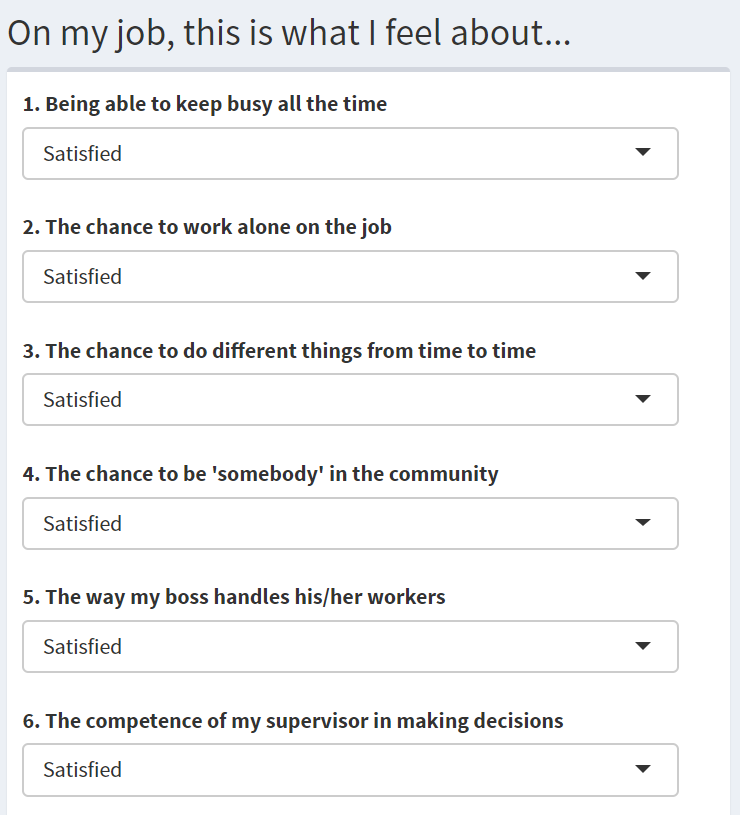 On my job, this is what I feel about...
1. Being able to keep busy all the time
Satisfied
2. The chance to work alone on the job
Satisfied
3. The chance to do different things from time to time
Satisfied
4. The chance to be 'somebody' in the community
Satisfied
5. The way my boss handles his/her workers
Satisfied
6. The competence of my supervisor in making decisions
Satisfied